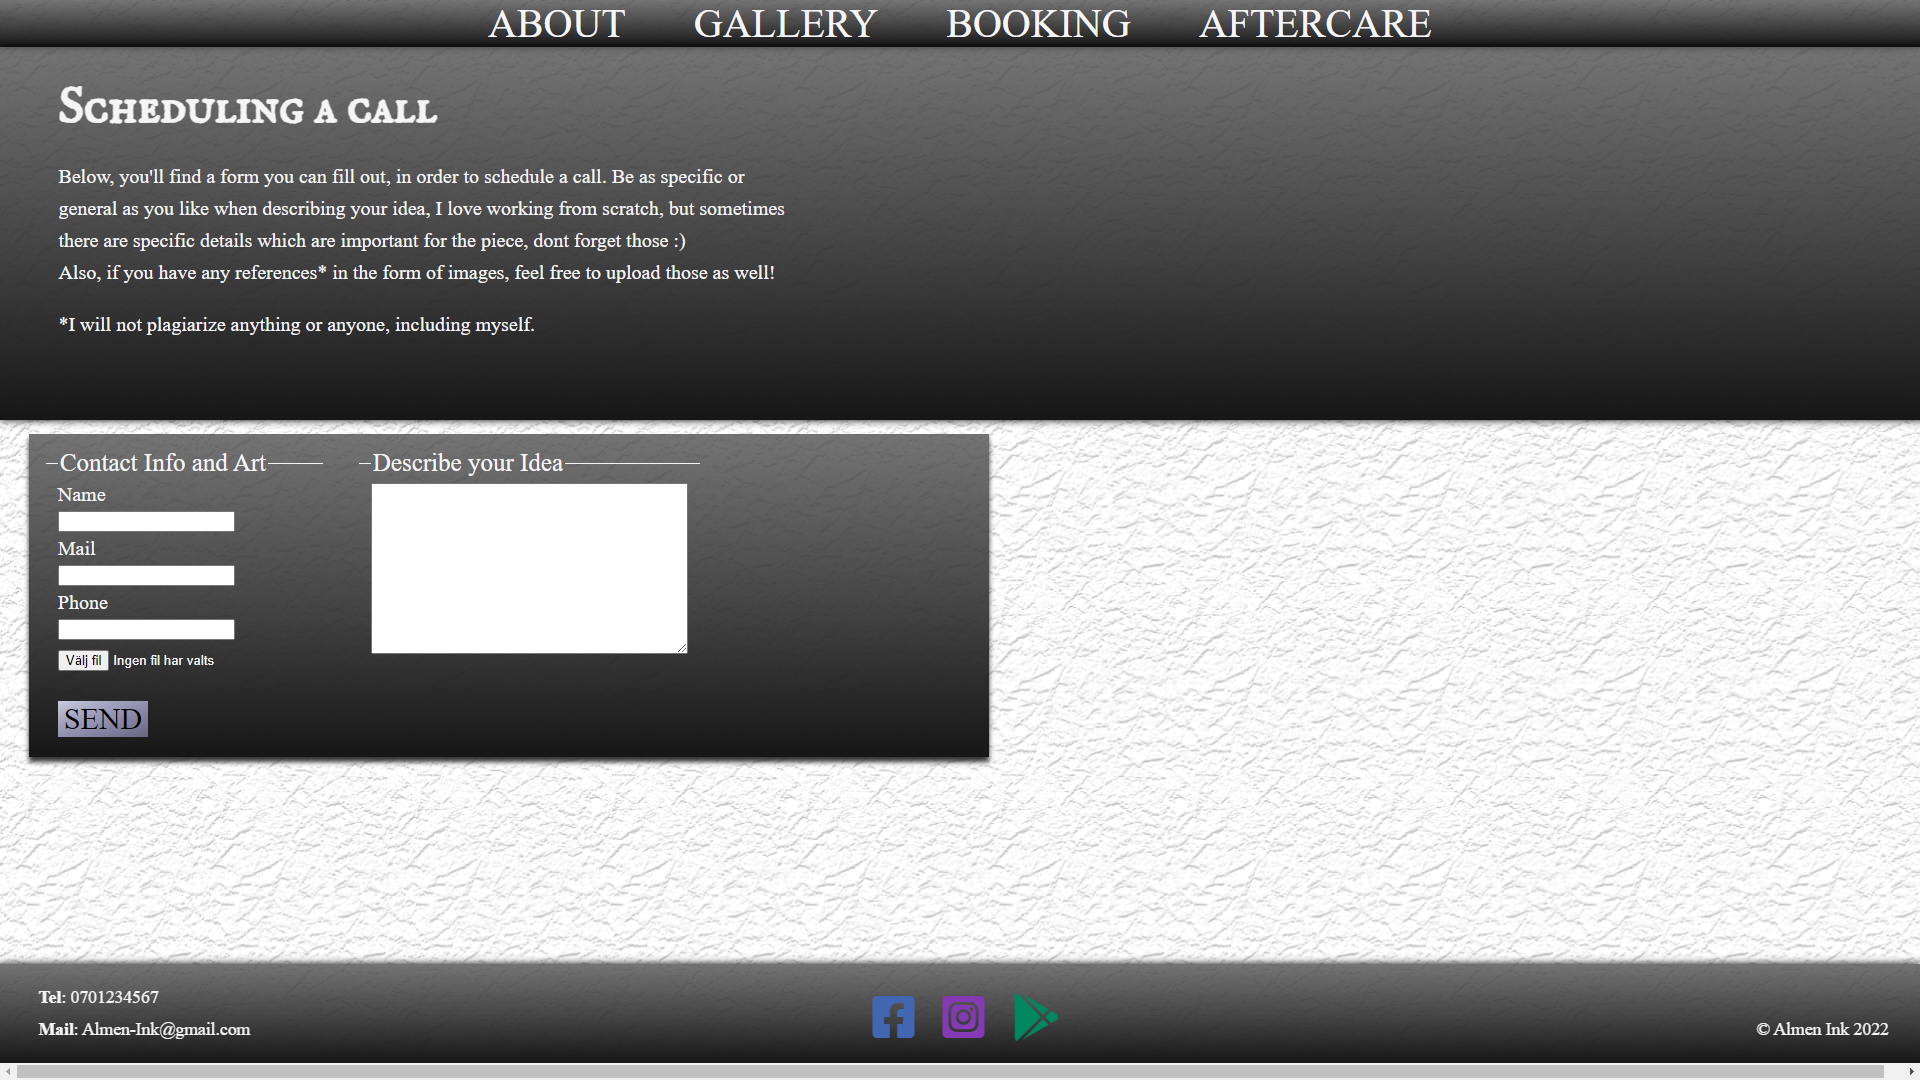 ABOUT GALLERY BOOKING AFTERCARE
Scheduling a call
Below, you'll find a form you can fill out, in order to schedule a call. Be as specific or
general as you like when describing your idea, I love working from scratch, but sometimes
there are specific details which are important for the piece, dont forget those :)
Also, if you have any references* in the form of images, feel free to upload those as well!
*I will not plagiarize anything or anyone, including myself.
Contact Info and Art
Name
Mail
Phone
Välj fil Ingen fil har valts
SEND
Describe your Idea
Tel: 0701234567
Mail: Almen-Ink@gmail.com
© Almen Ink 2022